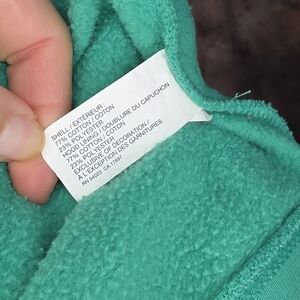 SHELL / EXTÉRIEUR
77% COTTON / COTON
23% POLYESTER
HOOD LINING / DOUBLURE DU CAPUCHON
77% COTTON / COTON
23% POLYESTER
EXCLUSIVE OF DECORATION
À L'EXCEPTION DES GARNITURES
RN 54023 CA 17897